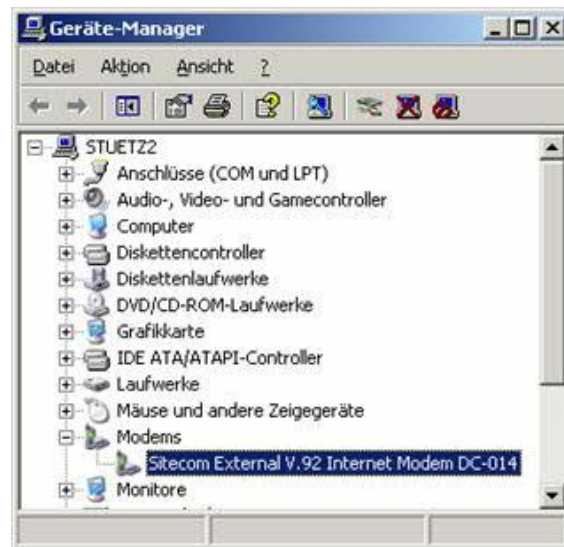 Geräte-Manager
Datei Aktion Ansicht ?
STUETZ2
Anschlüsse (COM und LPT)
Audio-, Video- und Gamecontroller
Computer
Diskettencontroller
Diskettenlaufwerke
DVD/CD-ROM-Laufwerke
Grafikkarte
IDE ATA/ATAPI-Controller
Laufwerke
Mäuse und andere Zeigegeräte
Modems
Sitecom External V.92 Internet Modem DC-014
Monitore